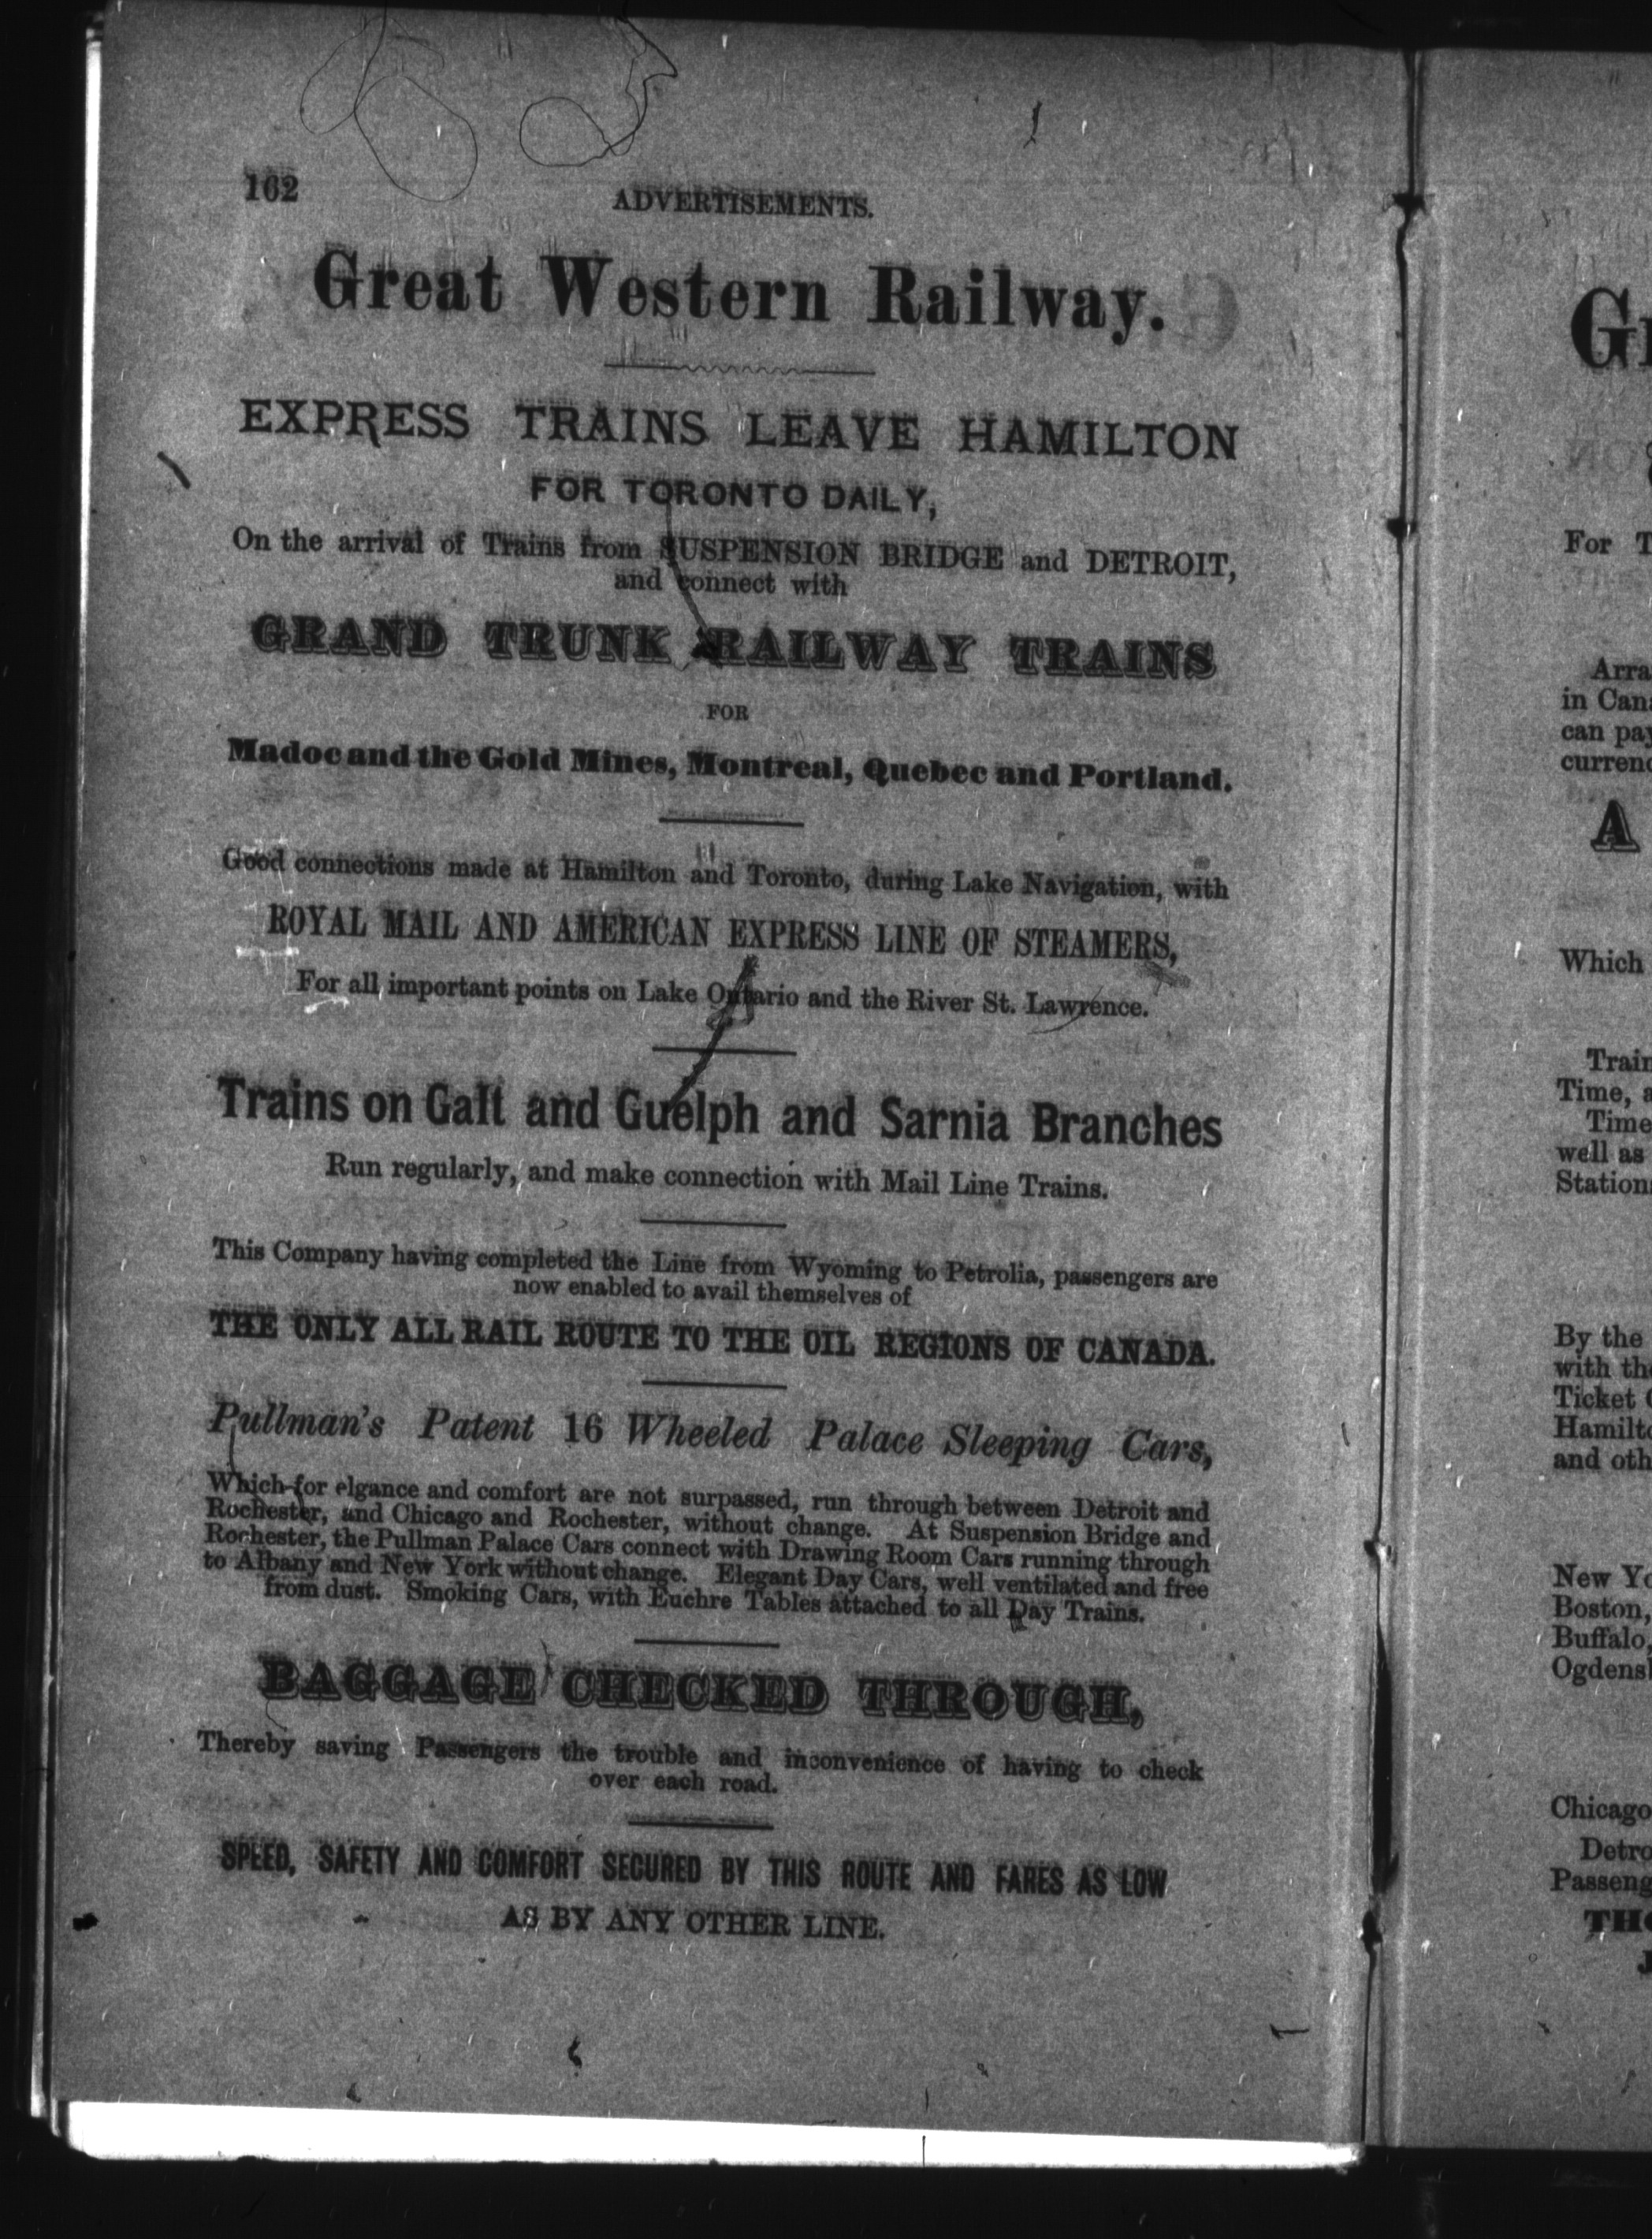 162
ADVERTISEMENTS.
Great Western Railway.
EXPRESS TRAINS LEAVE HAMILTON
FOR TORONTO DAILY,
On the arrival of Trains from SUSPENSION BRIDGE and DETROIT,
and connect with
GRAND TRUNK RAILWAY TRAINS
FOR
Madoc and the Gold Mines, Montreal, Quebec and Portland.
Good connections made at Hamilton and Toronto, during Lake Navigation, with
ROYAL MAIL AND AMERICAN EXPRESS LINE OF STEAMERS,
For all important points on Lake Ontario and the River St. Lawrence.
Trains on Galt and Guelph and Sarnia Branches
Run regularly, and make connection with Mail Line Trains.
This Company having completed the Line from Wyoming to Petrolia, passengers are
now enabled to avail themselves of
THE ONLY ALL RAIL ROUTE TO THE OIL REGIONS OF CANADA.
Pullman's Patent 16 Wheeled Palace Sleeping Cars,
Which for elgance and comfort are not surpassed, run through between Detroit and
Rochester, and Chicago and Rochester, without change. At Suspension Bridge and
Rochester, the Pullman Palace Cars connect with Drawing Room Cars running through
to Albany and New York without change. Elegant Day Cars, well ventilated and free
from dust. Smoking Cars, with Euchre Tables attached to all Day Trains.
BAGGAGE CHECKED THROUGH,
Thereby saving Passengers the trouble and inconvenience of having to check
over each road.
SPEED, SAFETY AND COMFORT SECURED BY THIS ROUTE AND FARES AS LOW
AS BY ANY OTHER LINE.
For
in
can
A
Which
Time,
Time
well as
By the
with
Ticket
and
New
Boston,
Buffalo,
Chicago